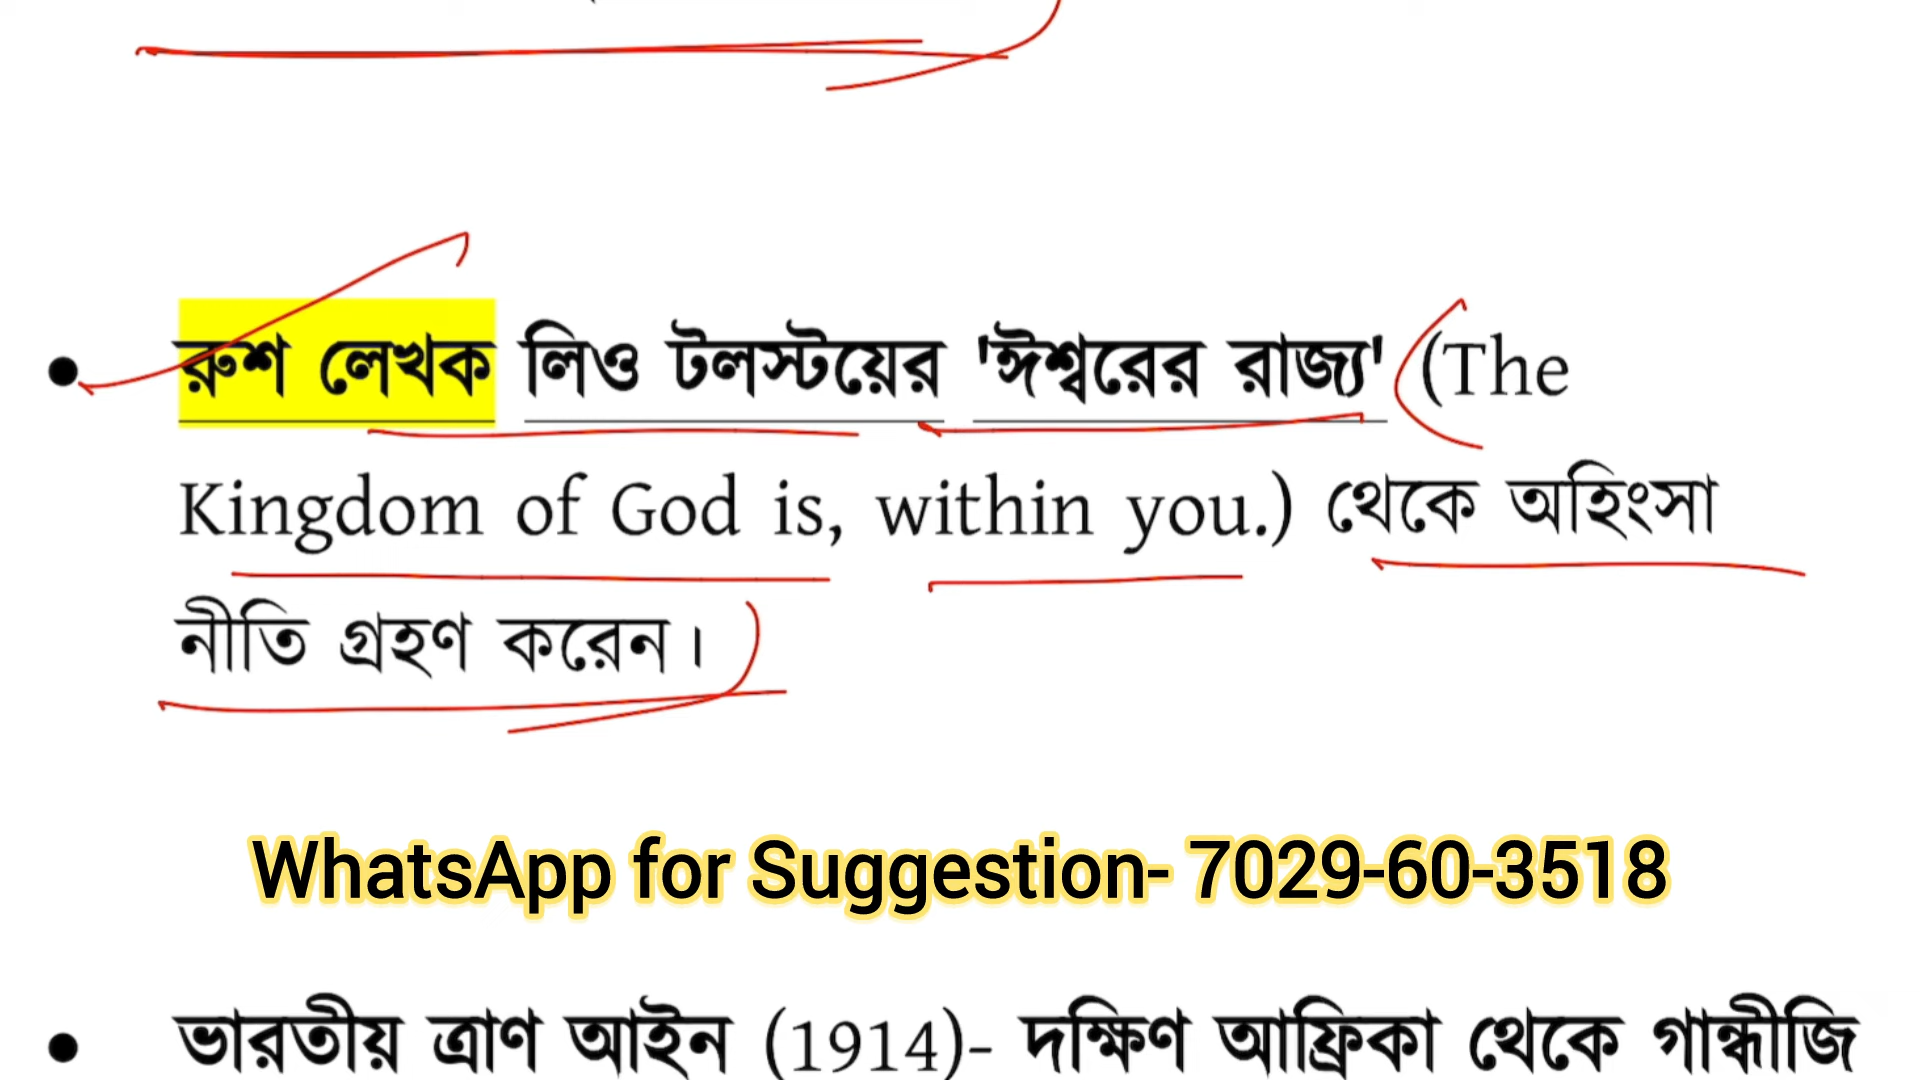 • রুশ লেখক লিও টলস্টয়ের 'ঈশ্বরের রাজ্য' (The
Kingdom of God is, within you.) থেকে অহিংসা
নীতি গ্রহণ করেন।
WhatsApp for Suggestion- 7029-60-3518
• ভারতীয় ত্রাণ আইন (1914)- দক্ষিণ আফ্রিকা থেকে গান্ধীজি